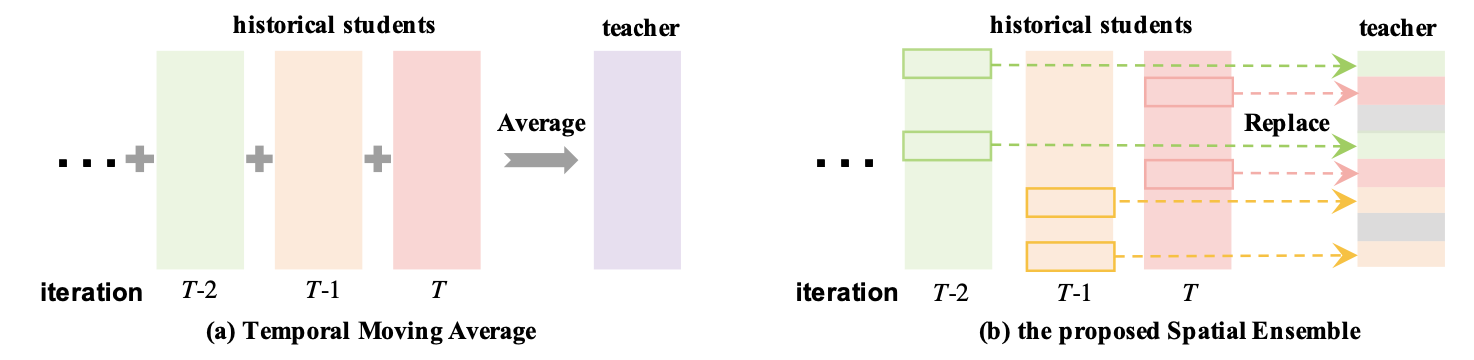 historical students
teacher
Average
...
iteration T-2 T-1 T
(a) Temporal Moving Average
historical students
teacher
Replace
...
iteration T-2 T-1 T
(b) the proposed Spatial Ensemble